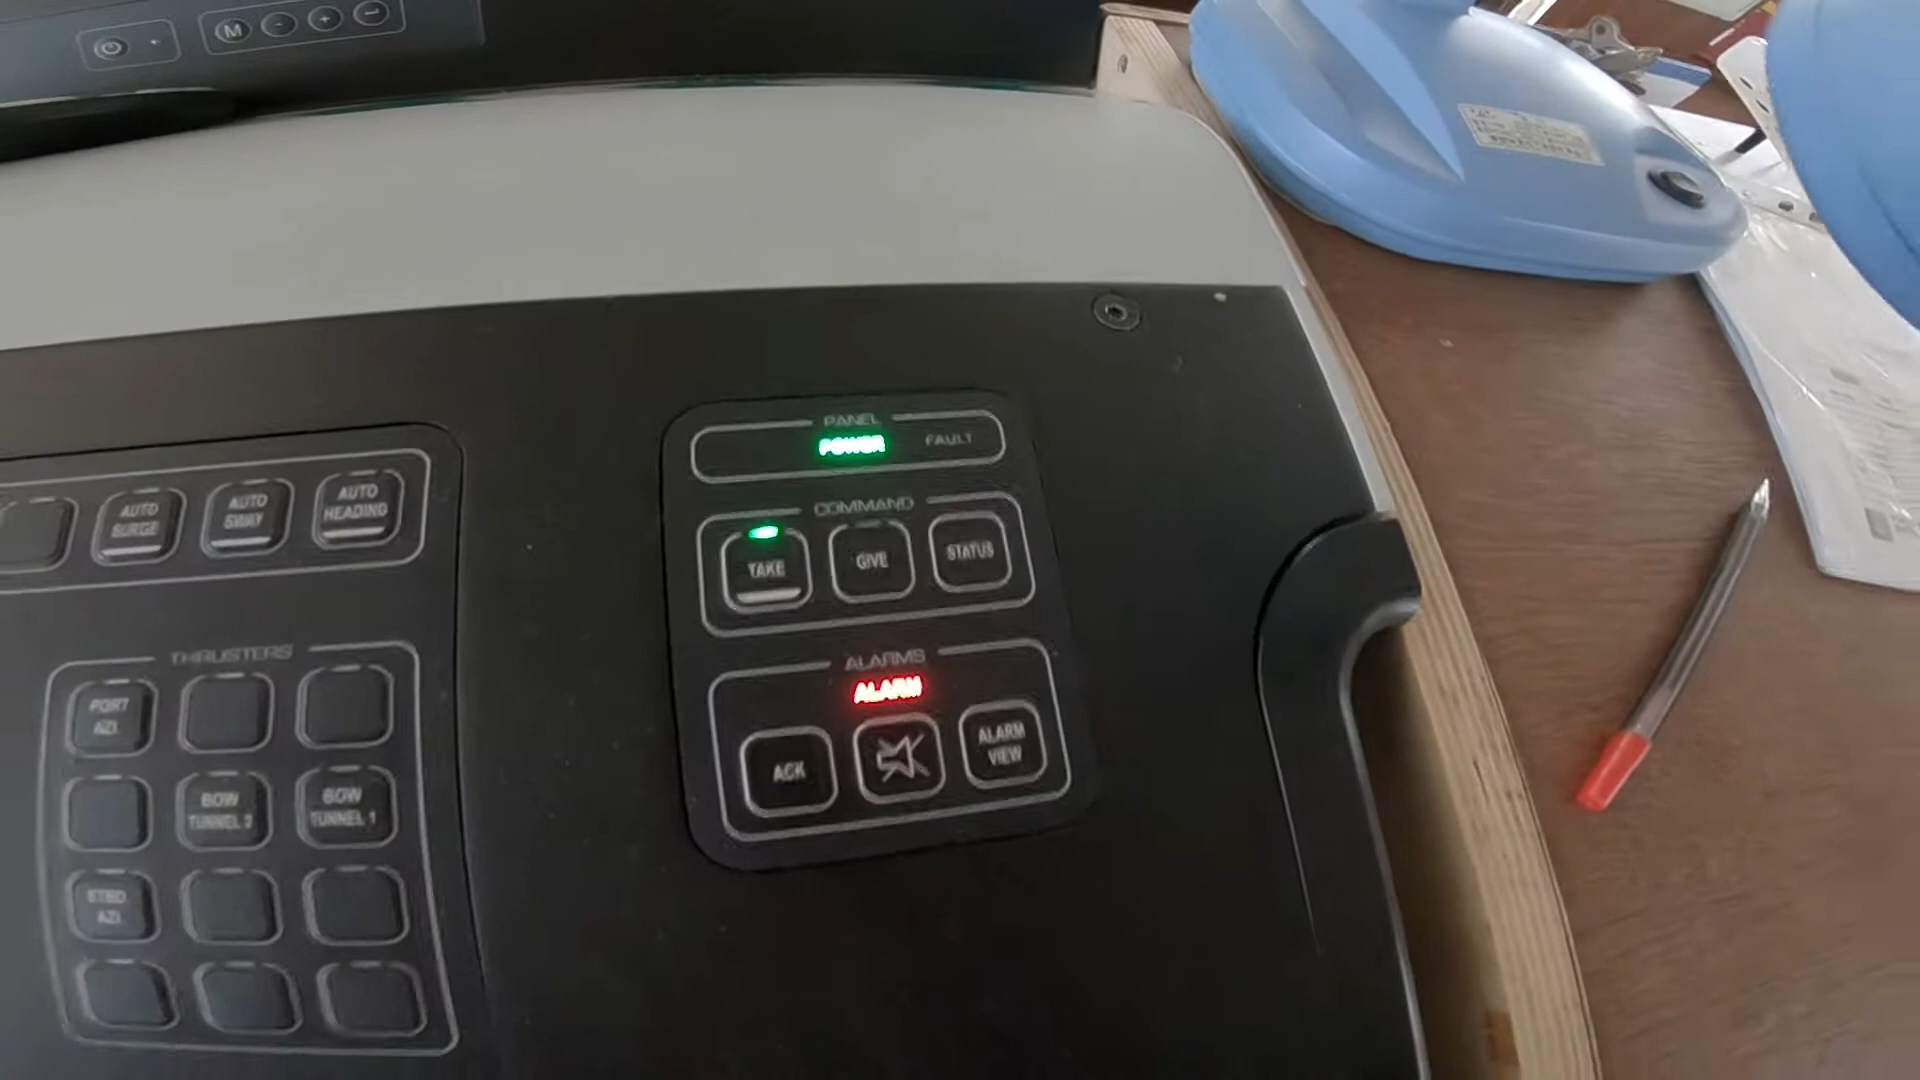 M - +
PANEL
POWER FAULT
COMMAND
TAKE
GIVE
STATUS
AUTO
SURGE
AUTO
SWAY
AUTO
HEADING
THRUSTERS
PORT
AZI.
BOW
TUNNEL 2
BOW
TUNNEL 1
STBD
AZI.
ALARMS
ALARM
ACK
ALARM
VIEW